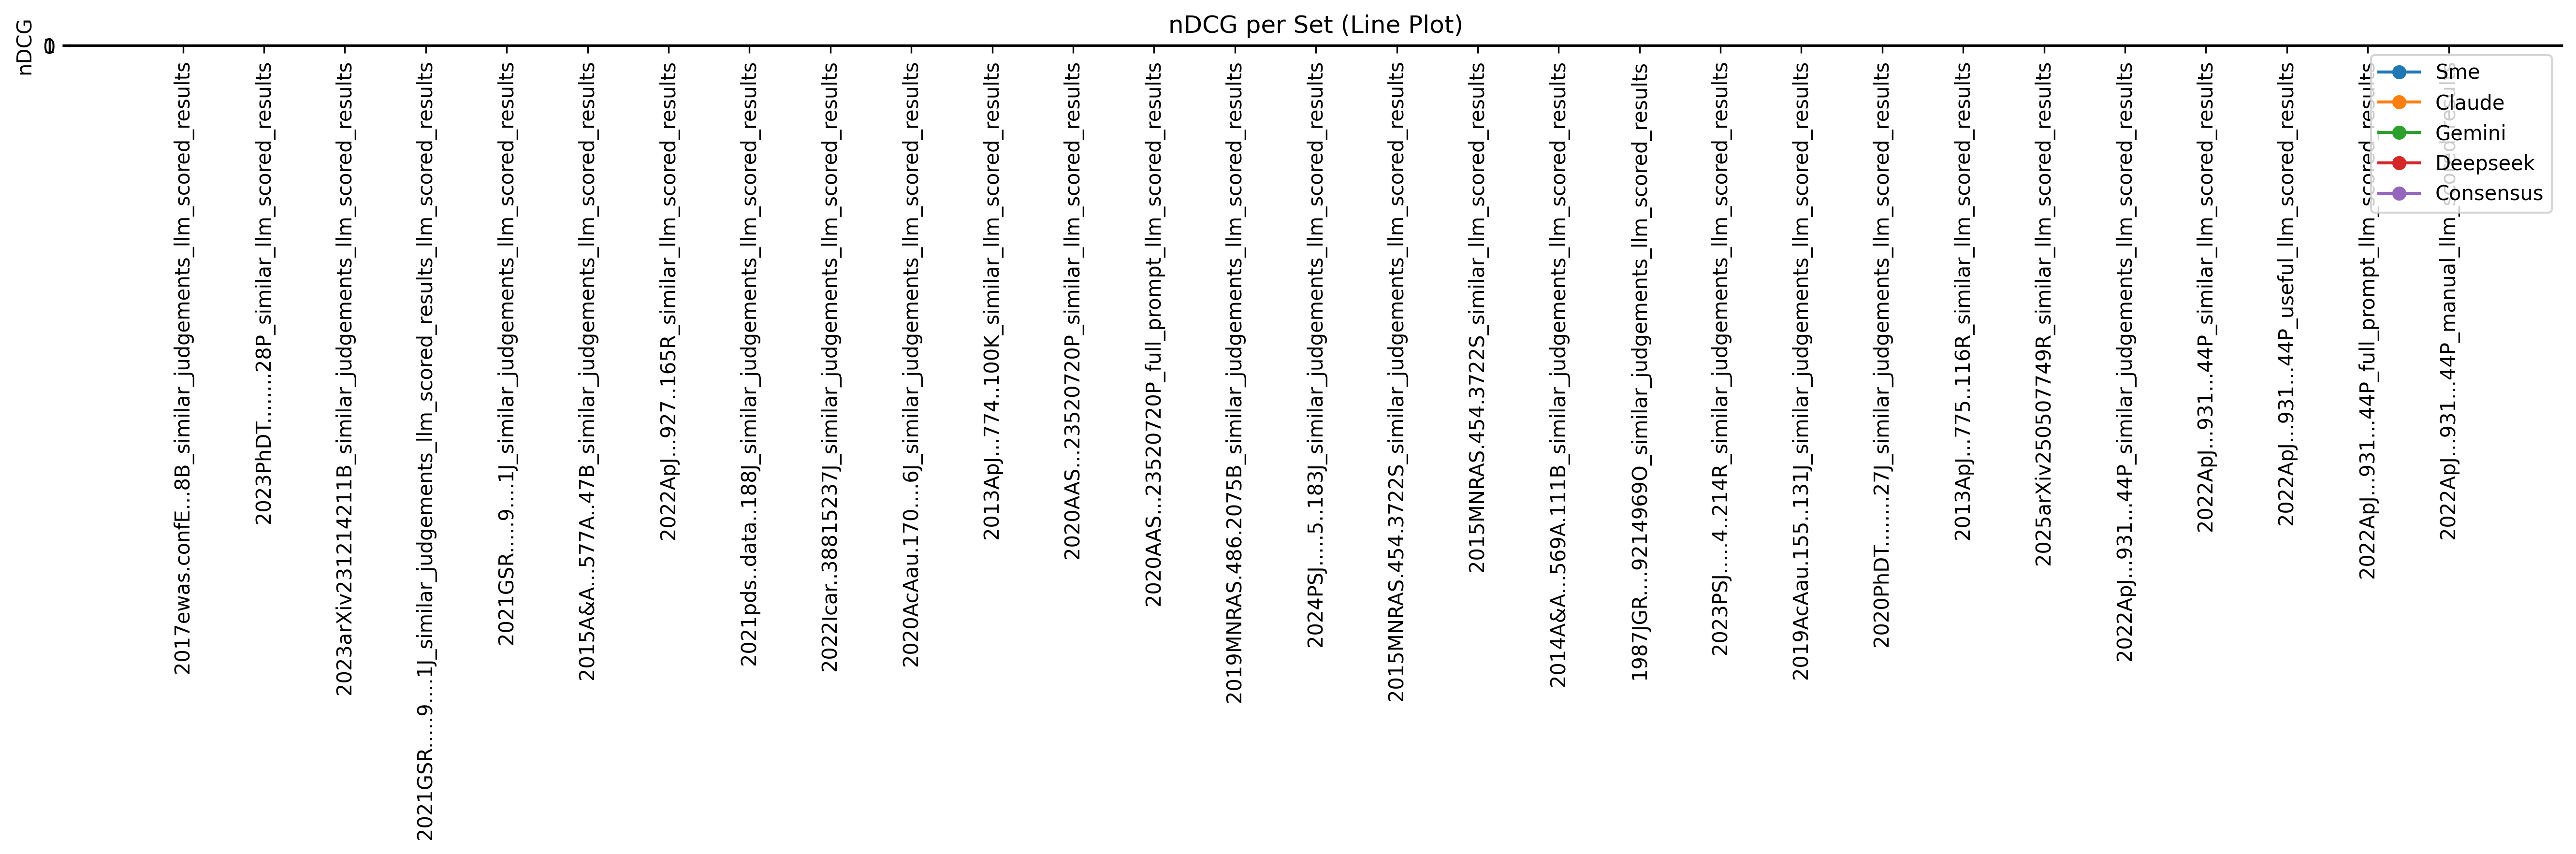 nDCG per Set (Line Plot)
nDCG
0
2017ewas.confE...8B_similar_judgements_llm_scored_results
2023PhDT........28P_similar_llm_scored_results
2023arXiv231214211B_similar_judgements_llm_scored_results
2021GSR.....9....1J_similar_judgements_llm_scored_results_llm_scored_results
2021GSR.....9....1J_similar_judgements_llm_scored_results
2015A&A...577A..47B_similar_judgements_llm_scored_results
2022ApJ...927..165R_similar_llm_scored_results
2021pds..data..188J_similar_judgements_llm_scored_results
2022Icar..38815237J_similar_judgements_llm_scored_results
2020AcAau.170....6J_similar_judgements_llm_scored_results
2013ApJ...774..100K_similar_llm_scored_results
2020AAS...23520720P_similar_llm_scored_results
2020AAS...23520720P_full_prompt_llm_scored_results
2019MNRAS.486.2075B_similar_judgements_llm_scored_results
2024PSJ.....5..183J_similar_judgements_llm_scored_results
2015MNRAS.454.3722S_similar_judgements_llm_scored_results
2015MNRAS.454.3722S_similar_llm_scored_results
2014A&A...569A.111B_similar_judgements_llm_scored_results
1987JGR....9214969O_similar_judgements_llm_scored_results
2023PSJ.....4..214R_similar_judgements_llm_scored_results
2019AcAau.155..131J_similar_judgements_llm_scored_results
2020PhDT........27J_similar_judgements_llm_scored_results
2013ApJ...775..116R_similar_llm_scored_results
2025arXiv250507749R_similar_llm_scored_results
2022ApJ...931...44P_similar_judgements_llm_scored_results
2022ApJ...931...44P_similar_llm_scored_results
2022ApJ...931...44P_useful_llm_scored_results
2022ApJ...931...44P_full_prompt_llm_scored_results
2022ApJ...931...44P_manual_llm_scored_results
Sme
Claude
Gemini
Deepseek
Consensus